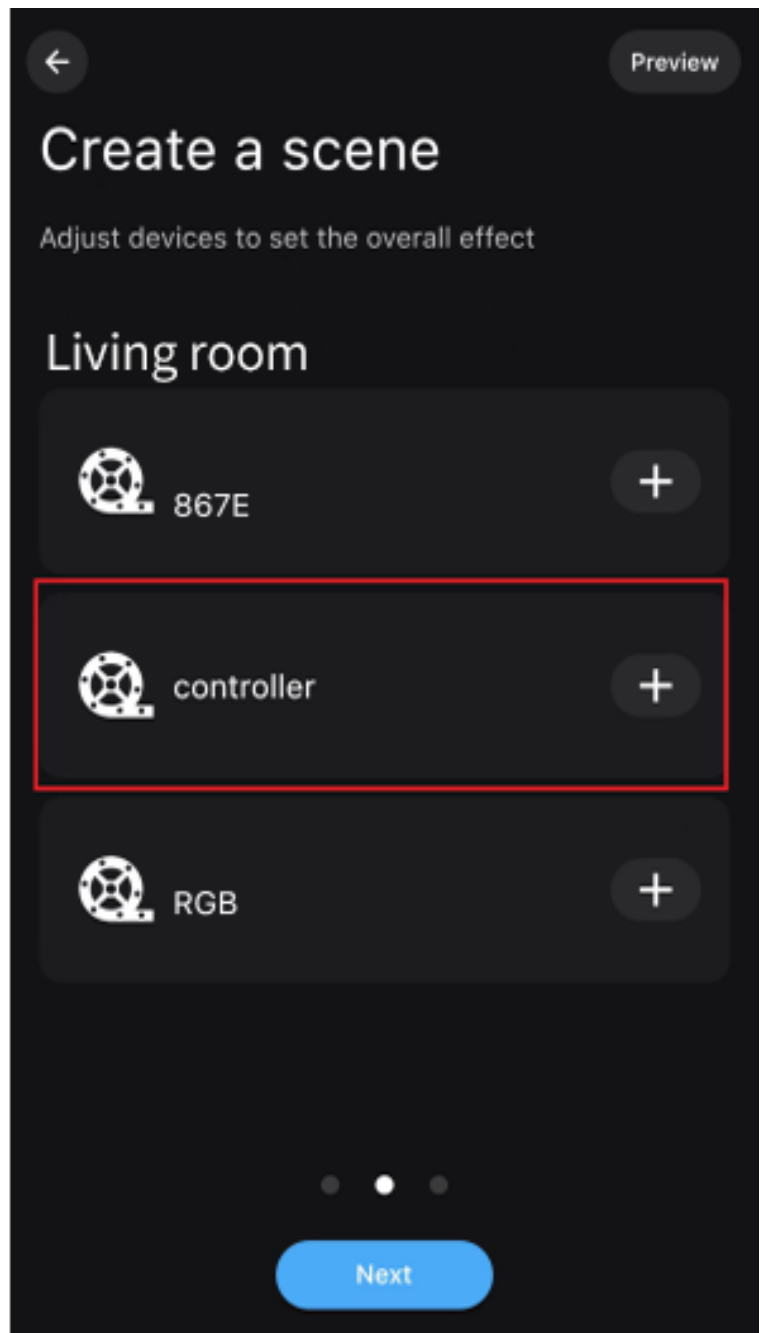 Preview
Create a scene
Adjust devices to set the overall effect
Living room
867E
controller
RGB
Next